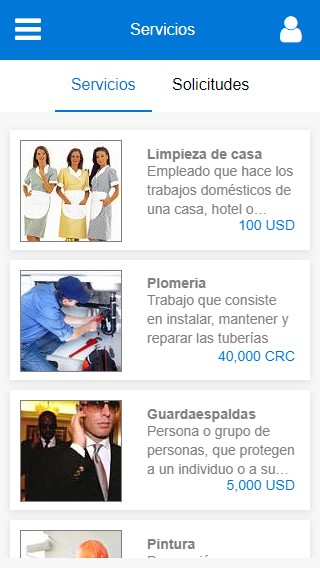 Servicios
Servicios
Solicitudes
Limpieza de casa
Empleado que hace los
trabajos domésticos de
una casa, hotel o…
100 USD
Plomería
Trabajo que consiste
en instalar, mantener y
reparar las tuberías
40,000 CRC
Guardaespaldas
Persona o grupo de
personas, que protegen
a un individuo o a su…
5,000 USD
Pintura